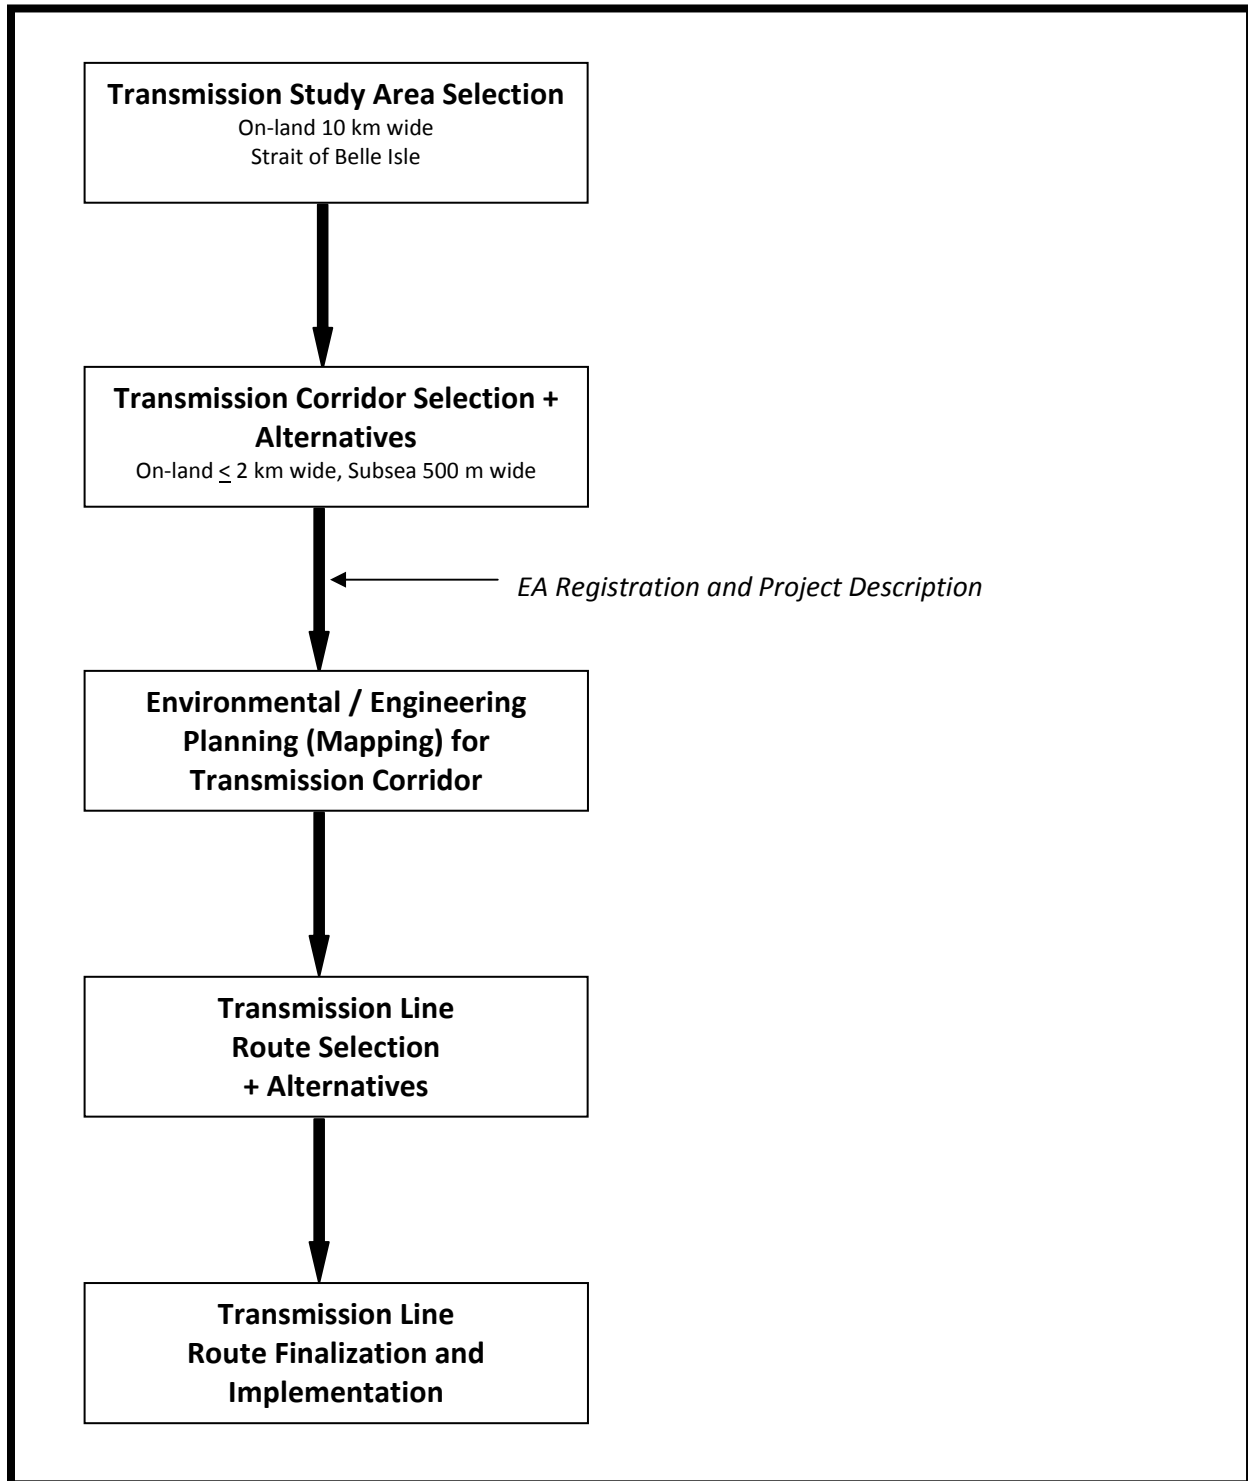 Transmission Study Area Selection
On-land 10 km wide
Strait of Belle Isle
Transmission Corridor Selection +
Alternatives
On-land ≤ 2 km wide, Subsea 500 m wide
EA Registration and Project Description
Environmental / Engineering
Planning (Mapping) for
Transmission Corridor
Transmission Line
Route Selection
+ Alternatives
Transmission Line
Route Finalization and
Implementation